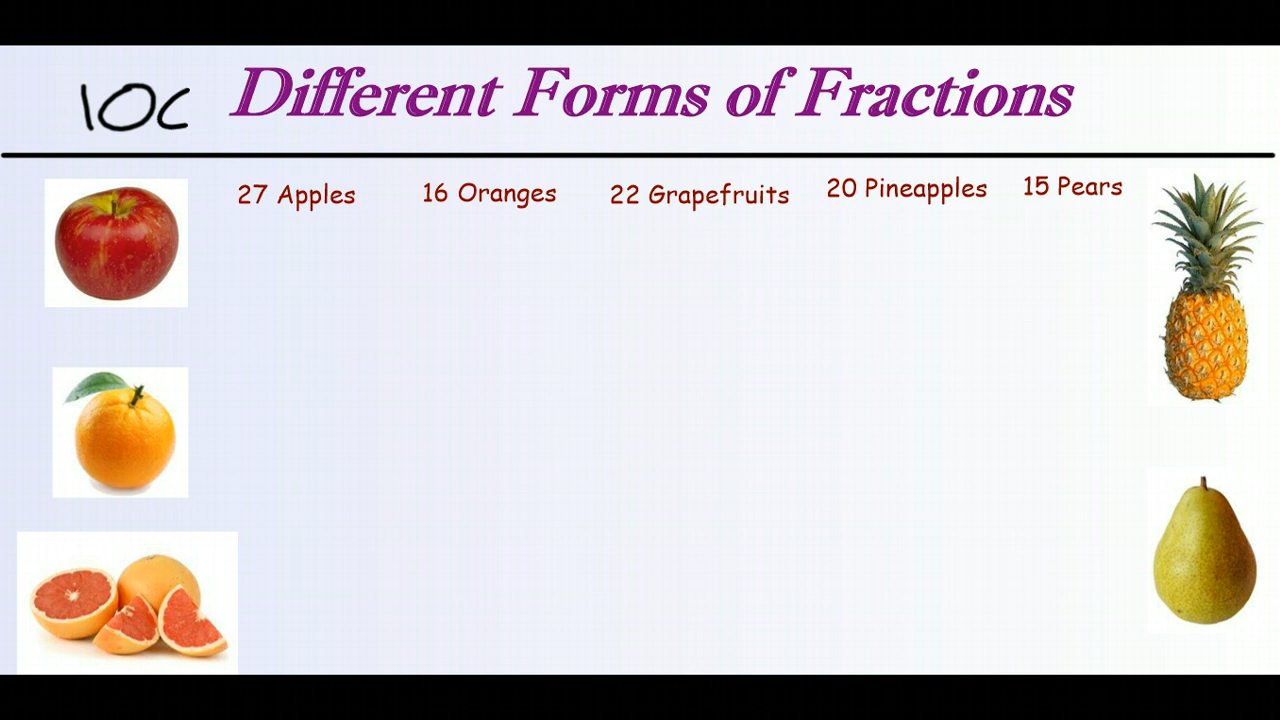 10C Different Forms of Fractions
27 Apples 16 Oranges 22 Grapefruits 20 Pineapples 15 Pears